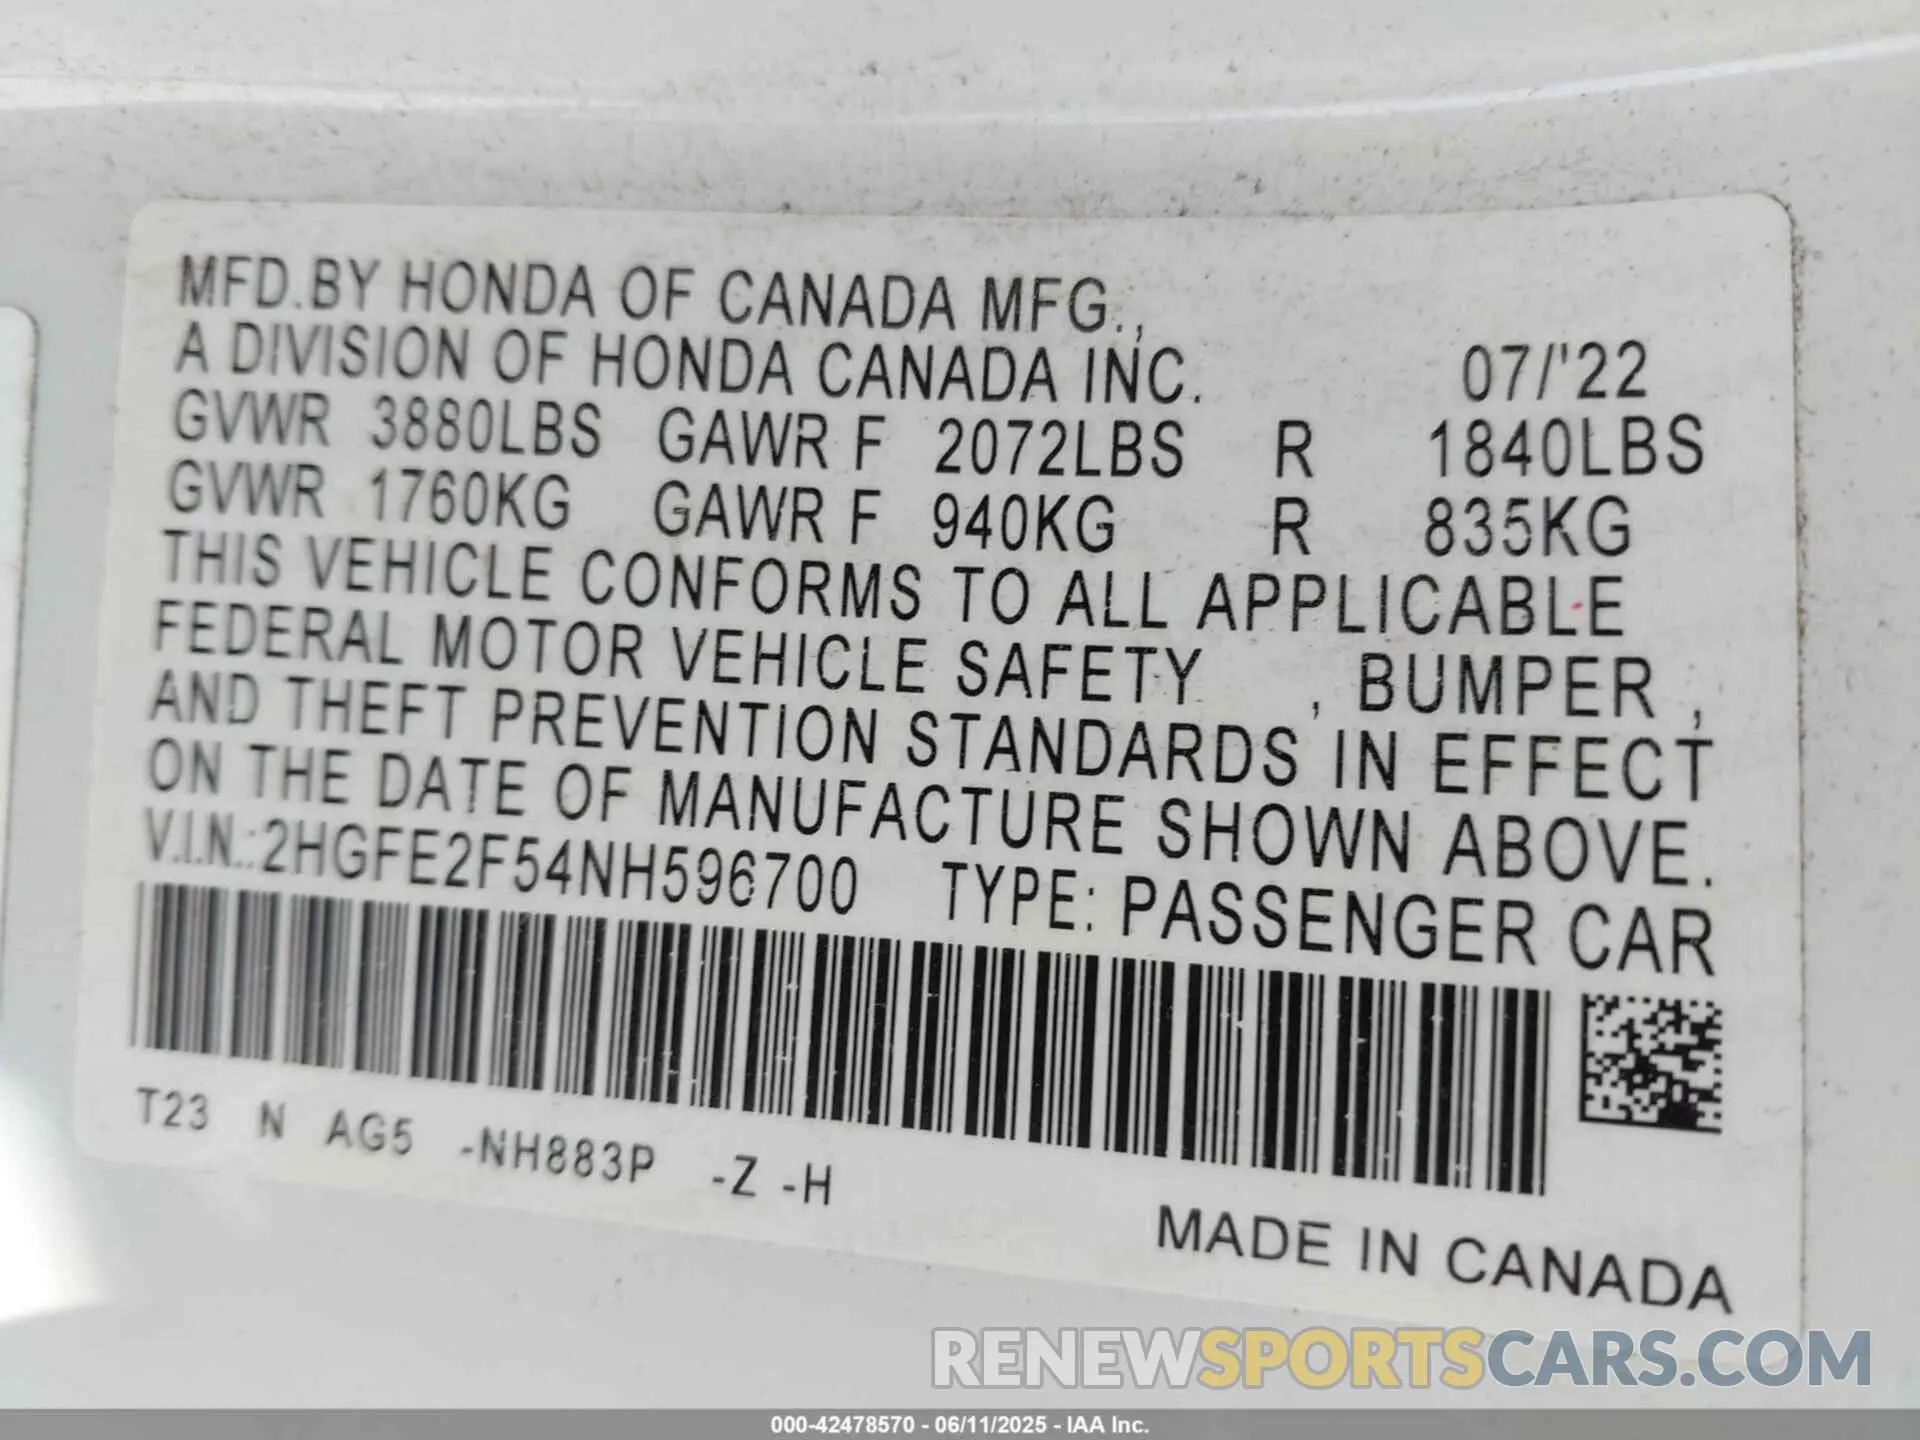 MFD.BY HONDA OF CANADA MFG.,
A DIVISION OF HONDA CANADA INC. 07/'22
GVWR 3880LBS GAWR F 2072LBS R 1840LBS
GVWR 1760KG GAWR F 940KG R 835KG
THIS VEHICLE CONFORMS TO ALL APPLICABLE
FEDERAL MOTOR VEHICLE SAFETY , BUMPER ,
AND THEFT PREVENTION STANDARDS IN EFFECT
ON THE DATE OF MANUFACTURE SHOWN ABOVE.
V.I.N.:2HGFE2F54NH596700 TYPE: PASSENGER CAR
T23 N AG5 -NH883P -Z -H
MADE IN CANADA
RENEWSPORTSCARS.COM
000-42478570 - 06/11/2025 - IAA Inc.